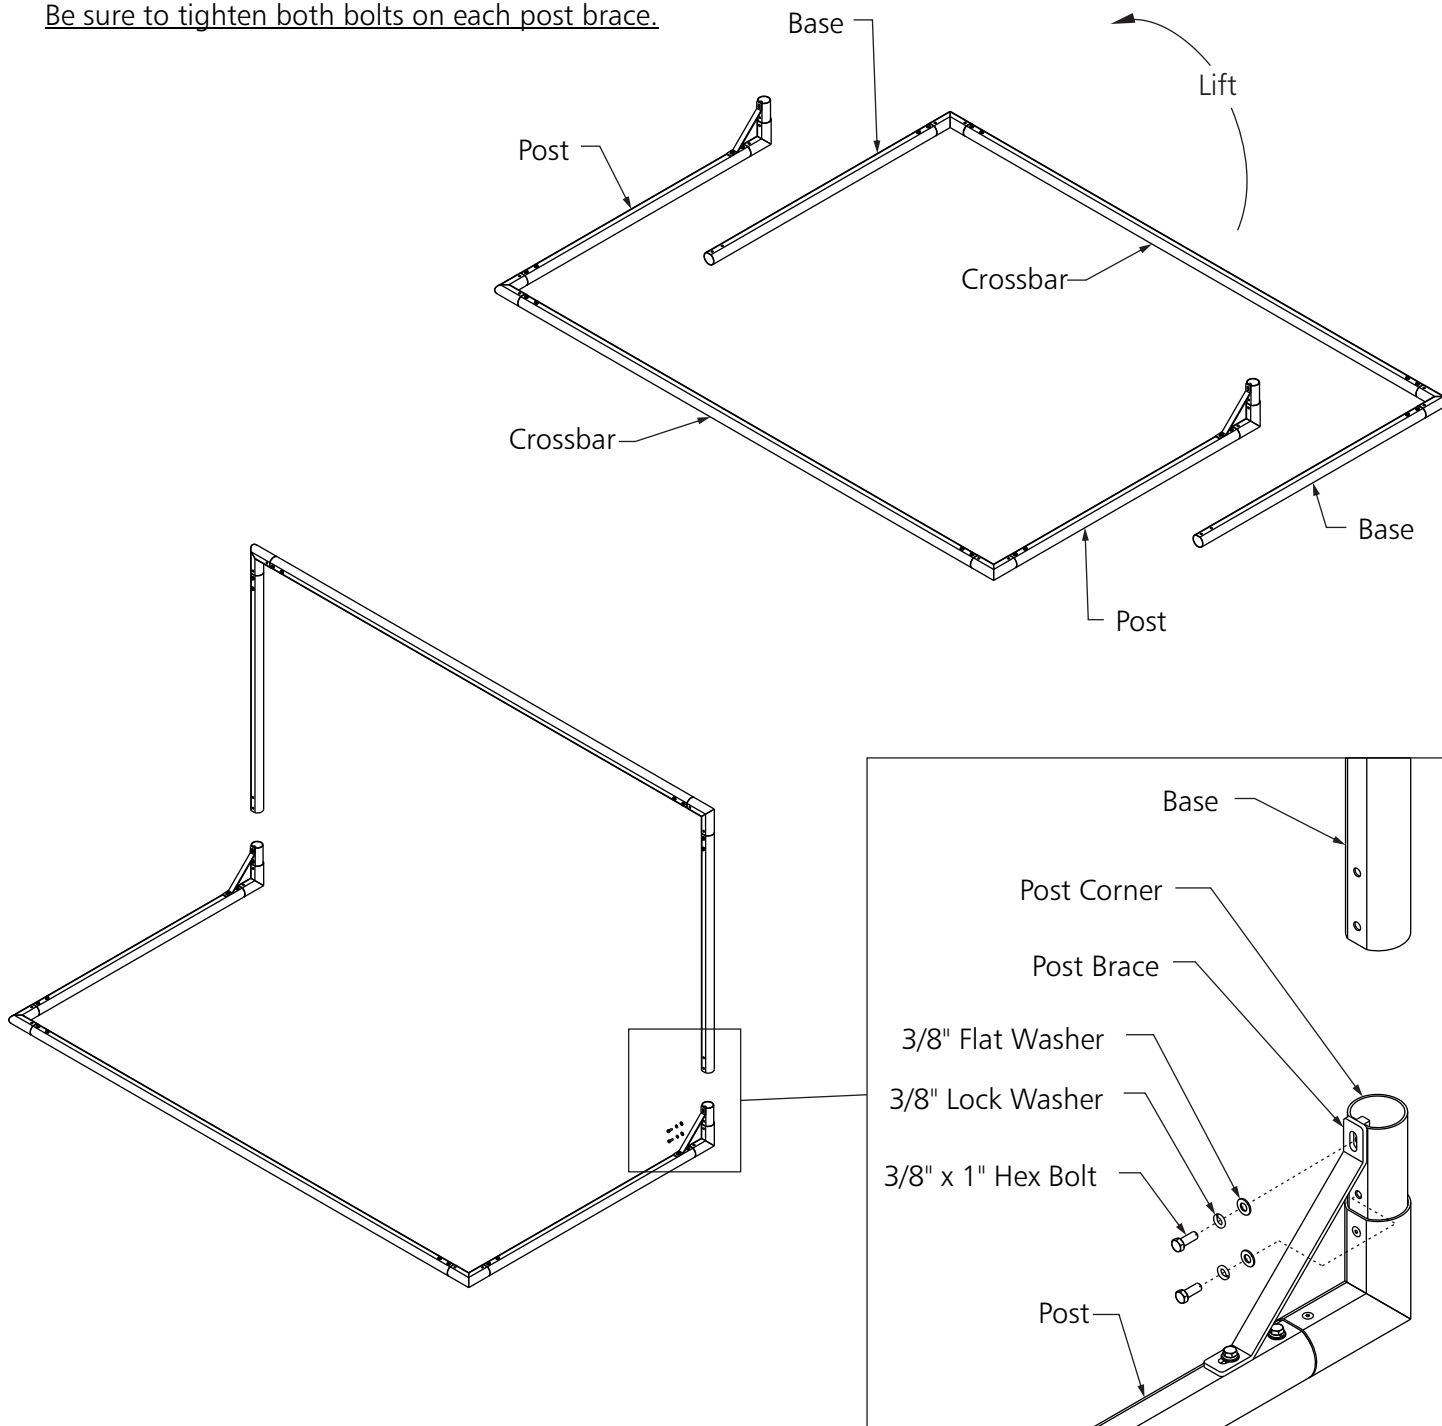 Be sure to tighten both bolts on each post brace.
Base
Lift
Post
Crossbar
Crossbar
Base
Post
Base
Post Corner
Post Brace
3/8" Flat Washer
3/8" Lock Washer
3/8" x 1" Hex Bolt
Post